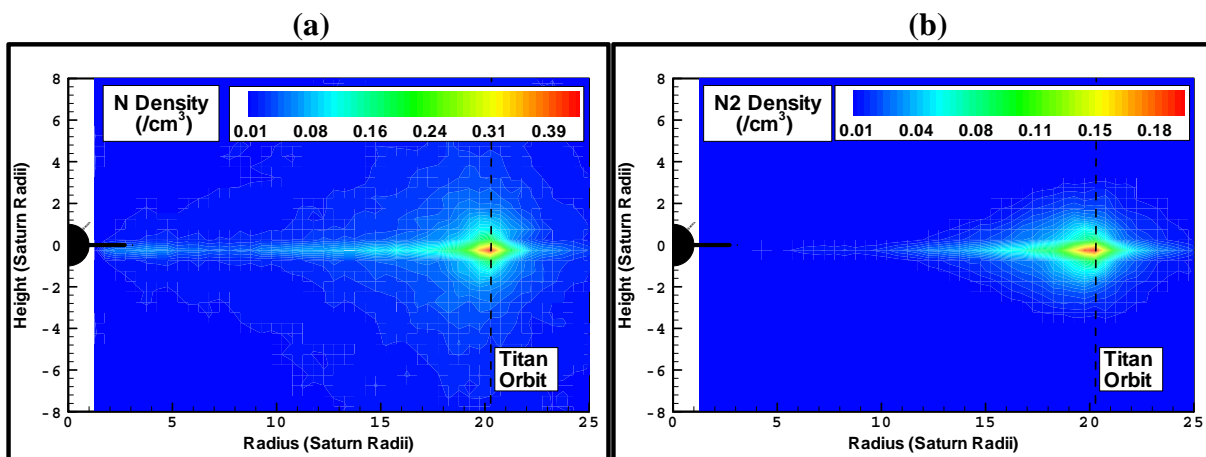 (a)
N Density
(/cm³)
0.01 0.08 0.16 0.24 0.31 0.39
8
6
4
2
0
-2
-4
-6
-8
Height (Saturn Radii)
Titan
Orbit
0 5 10 15 20 25
Radius (Saturn Radii)
(b)
N2 Density
(/cm³)
0.01 0.04 0.08 0.11 0.15 0.18
8
6
4
2
0
-2
-4
-6
-8
Height (Saturn Radii)
Titan
Orbit
0 5 10 15 20 25
Radius (Saturn Radii)